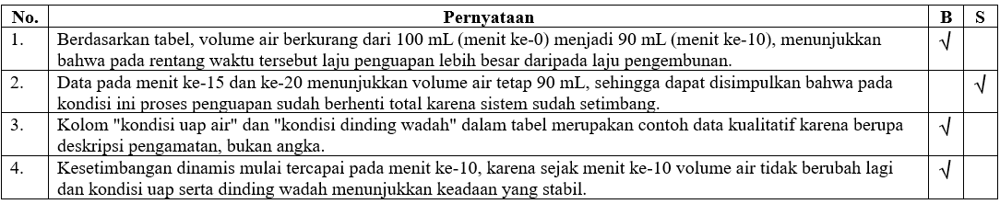 No. Pernyataan B S
1. Berdasarkan tabel, volume air berkurang dari 100 mL (menit ke-0) menjadi 90 mL (menit ke-10), menunjukkan √
bahwa pada rentang waktu tersebut laju penguapan lebih besar daripada laju pengembunan.
2. Data pada menit ke-15 dan ke-20 menunjukkan volume air tetap 90 mL, sehingga dapat disimpulkan bahwa pada √
kondisi ini proses penguapan sudah berhenti total karena sistem sudah setimbang.
3. Kolom "kondisi uap air" dan "kondisi dinding wadah" dalam tabel merupakan contoh data kualitatif karena berupa √
deskripsi pengamatan, bukan angka.
4. Kesetimbangan dinamis mulai tercapai pada menit ke-10, karena sejak menit ke-10 volume air tidak berubah lagi √
dan kondisi uap serta dinding wadah menunjukkan keadaan yang stabil.